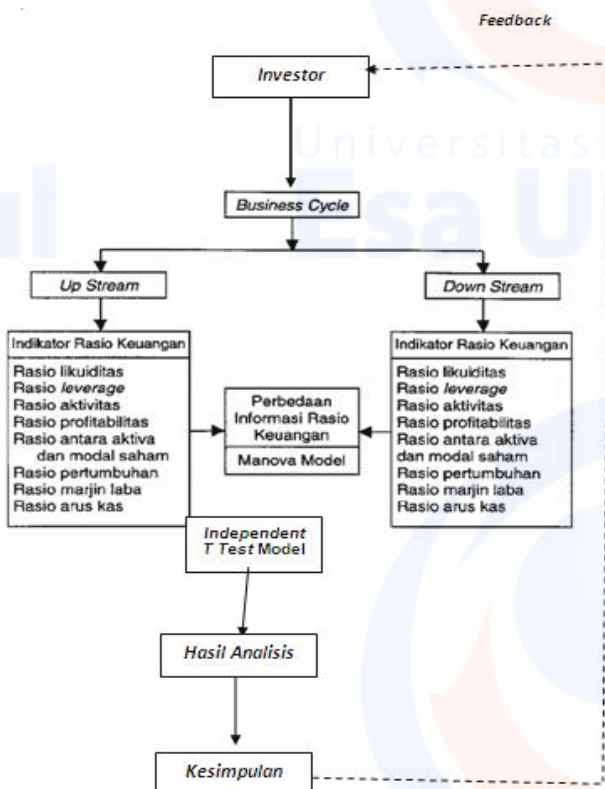 Feedback
Investor
Universitas
Esa U
ul
Business Cycle
Up Stream
Down Stream
Indikator Rasio Keuangan
Rasio likuiditas
Rasio leverage
Rasio aktivitas
Rasio profitabilitas
Rasio antara aktiva
dan modal saham
Rasio pertumbuhan
Rasio marjin laba
Rasio arus kas
Perbedaan
Informasi Rasio
Keuangan
Manova Model
Indikator Rasio Keuangan
Rasio likuiditas
Rasio leverage
Rasio aktivitas
Rasio profitabilitas
Rasio antara aktiva
dan modal saham
Rasio pertumbuhan
Rasio marjin laba
Rasio arus kas
Independent
T Test Model
Hasil Analisis
Kesimpulan